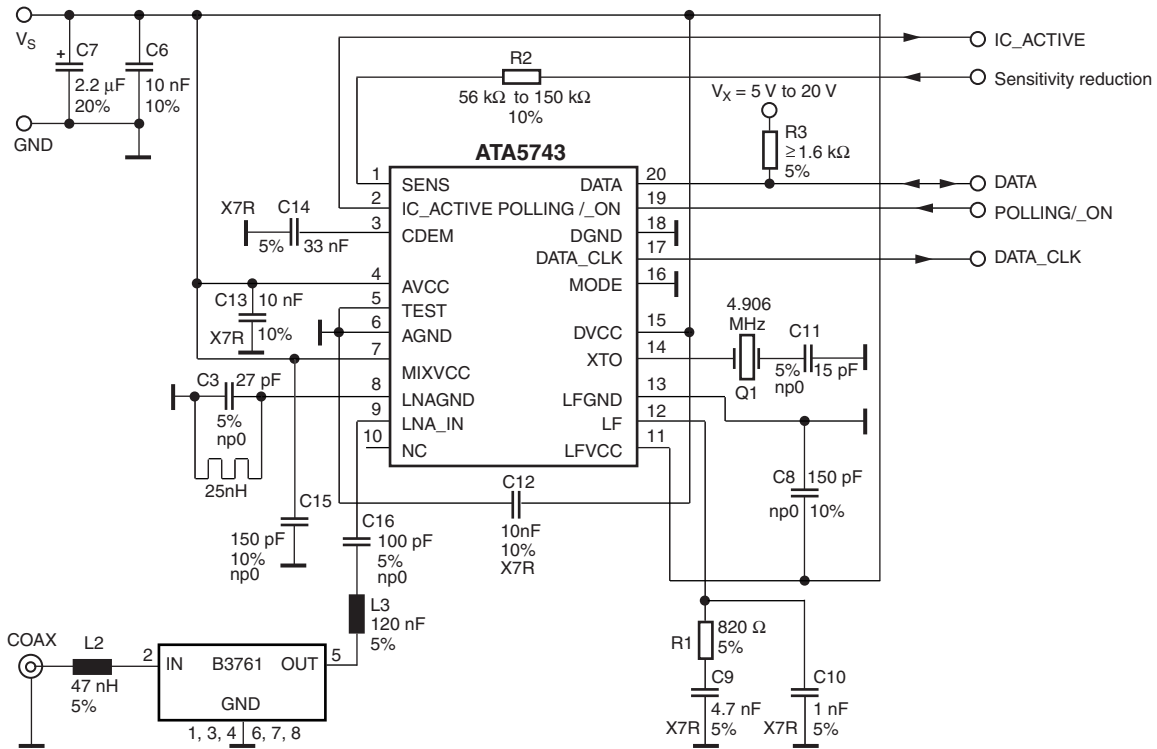 VS
C7
+
2.2 µF
20%
C6
10 nF
10%
GND
IC_ACTIVE
R2
56 kΩ to 150 kΩ
10%
Sensitivity reduction
VX = 5 V to 20 V
R3
≥ 1.6 kΩ
5%
ATA5743
1
SENS
DATA
20
DATA
2
IC_ACTIVE POLLING /_ON
19
POLLING/_ON
X7R
C14
5%
33 nF
3
CDEM
DGND
18
DATA_CLK
17
DATA_CLK
4
AVCC
MODE
16
C13
10 nF
X7R
10%
5
TEST
6
AGND
DVCC
15
4.906
MHz
Q1
C11
5%
np0
15 pF
7
MIXVCC
XTO
14
C3
27 pF
5%
np0
25nH
8
LNAGND
LFGND
13
9
LNA_IN
LF
12
10
NC
LFVCC
11
C8
150 pF
np0
10%
C12
10nF
10%
X7R
C15
150 pF
10%
np0
C16
100 pF
5%
np0
L3
120 nF
5%
COAX
L2
47 nH
5%
2
IN
B3761
OUT
5
GND
1, 3, 4
6, 7, 8
R1
820 Ω
5%
C9
4.7 nF
X7R
5%
C10
1 nF
X7R
5%